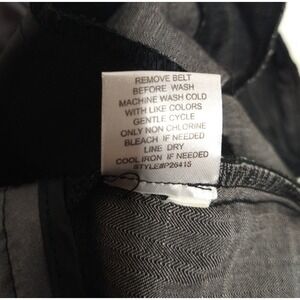 REMOVE BELT
BEFORE WASH
MACHINE WASH COLD
WITH LIKE COLORS
GENTLE CYCLE
ONLY NON CHLORINE
BLEACH IF NEEDED
LINE DRY
COOL IRON IF NEEDED
STYLE#P26415